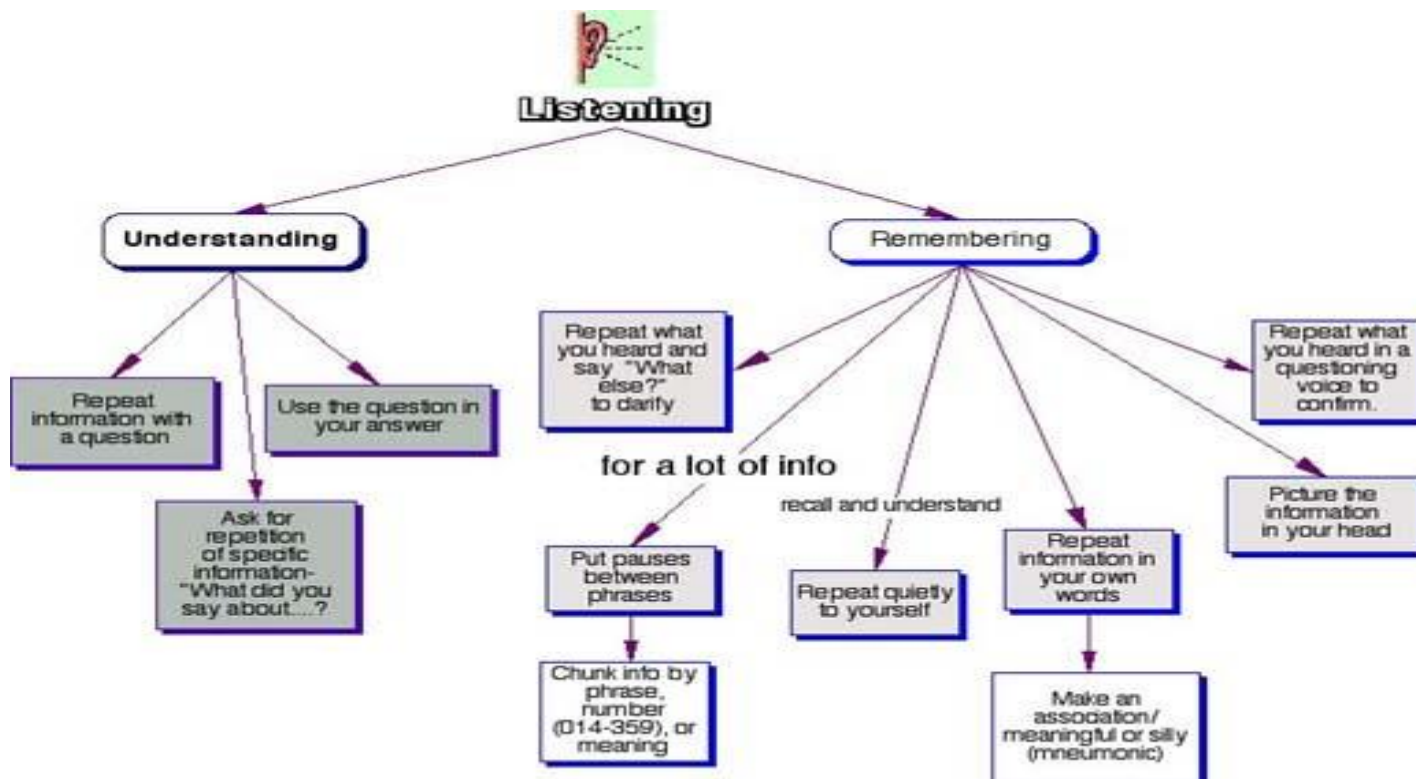 Listening
Understanding
Remembering
Repeat
information with
a question
Use the question in
your answer
Ask for
repetition
of specific
information-
"What did you
say about....?
Repeat what
you heard and
say "What
else?"
to clarify
for a lot of info
Put pauses
between
phrases
Chunk info by
phrase,
number
(014-359), or
meaning
recall and understand
Repeat quietly
to yourself
Repeat
information in
your own
words
Make an
association/
meaningful or silly
(mneumonic)
Picture the
information
in your head
Repeat what
you heard in a
questioning
voice to
confirm.